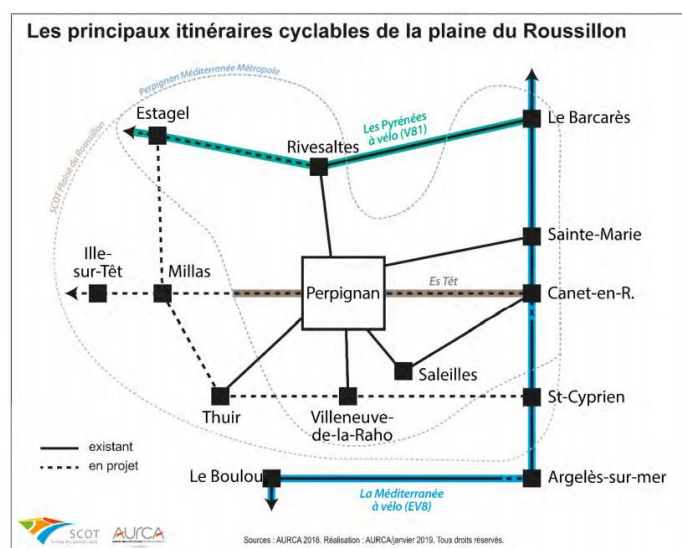 Les principaux itinéraires cyclables de la plaine du Roussillon
Perpignan Méditerranée Métropole
SCOT Plaine du Roussillon
Estagel
Les Pyrénées
à vélo (V81)
Le Barcarès
Rivesaltes
Sainte-Marie
Ille-
sur-Têt
Millas
Perpignan
Es Têt
Canet-en-R.
Saleilles
Thuir
Villeneuve-
de-la-Raho
St-Cyprien
existant
en projet
Le Boulou
La Méditerranée
à vélo (EV8)
Argelès-sur-mer
SCOT
AURCA
Sources : AURCA 2018. Réalisation : AURCA/janvier 2019. Tous droits réservés.